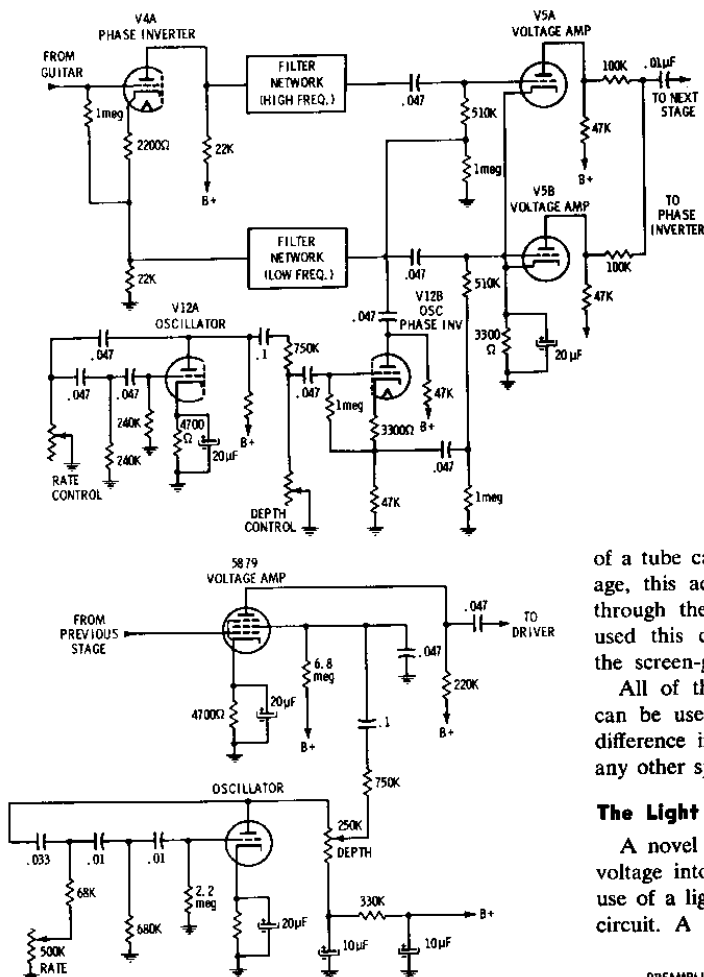 V4A
PHASE INVERTER
FROM
GUITAR
1meg
2200Ω
22K
B+
22K
FILTER
NETWORK
(HIGH FREQ.)
FILTER
NETWORK
(LOW FREQ.)
.047
510K
1meg
V5A
VOLTAGE AMP
100K
.01µF
TO NEXT
STAGE
47K
B+
V5B
VOLTAGE AMP
TO
PHASE
INVERTER
100K
47K
.047
510K
3300
Ω
20µF
V12A
OSCILLATOR
.047
.047
.047
240K
240K
4700
Ω
20µF
RATE
CONTROL
B+
.1
750K
.047
DEPTH
CONTROL
V12B
OSC
PHASE INV
.047
1meg
47K
B+
3300Ω
.047
47K
1meg
5879
VOLTAGE AMP
FROM
PREVIOUS
STAGE
.047
TO
DRIVER
6.8
meg
.047
220K
4700Ω
20µF
B+
B+
.1
750K
OSCILLATOR
250K
DEPTH
.033
.01
.01
68K
2.2
meg
680K
500K
RATE
20µF
330K
B+
10µF
10µF
of a tube ca
age, this ac
through the
used this c
the screen-g
All of th
can be use
difference i
any other s
The Light
A novel
voltage into
use of a lig
circuit. A